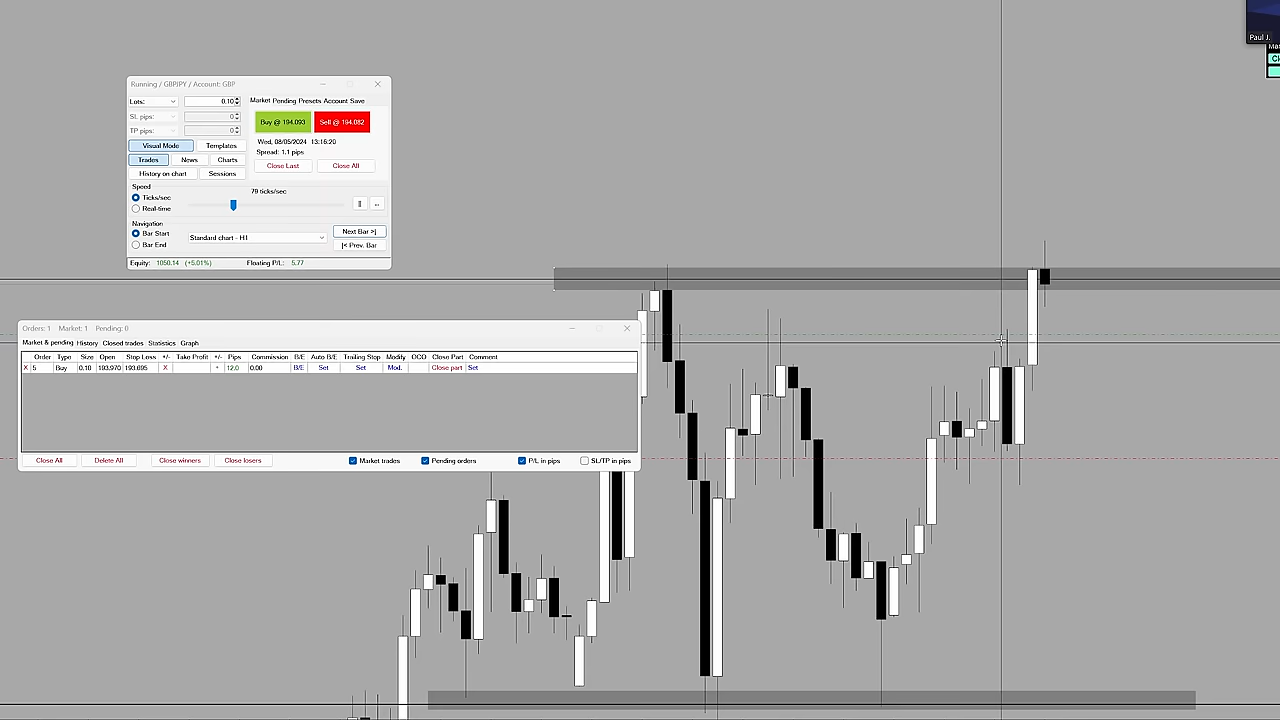 Paul J.
Running / GBPJPY / Account: GBP
Lots: 0.10
Market Pending Presets Account Save
SL pips: 0
Buy @ 194.093 Sell @ 194.082
TP pips: 0
Visual Mode Templates
Wed, 08/05/2024 13:16:20
Spread: 1.1 pips
Trades News Charts
Close Last Close All
History on chart Sessions
Speed
79 ticks/sec
Ticks/sec
Real-time
Navigation
Bar Start
Standard chart - H1
Next Bar >|
Bar End
|< Prev. Bar
Equity: 1050.14 (+5.01%) Floating P/L: 5.77
Orders: 1 Market: 1 Pending: 0
Market & pending History Closed trades Statistics Graph
Order Type Size Open Stop Loss +/- Take Profit +/- Pips Commission B/E Auto B/E Trailing Stop Modify OCO Close Part Comment
X 5 Buy 0.10 193.970 193.695 X + 12.0 0.00 B/E Set Set Mod. Close part Set
Close All Delete All Close winners Close losers Market trades Pending orders P/L in pips SL/TP in pips